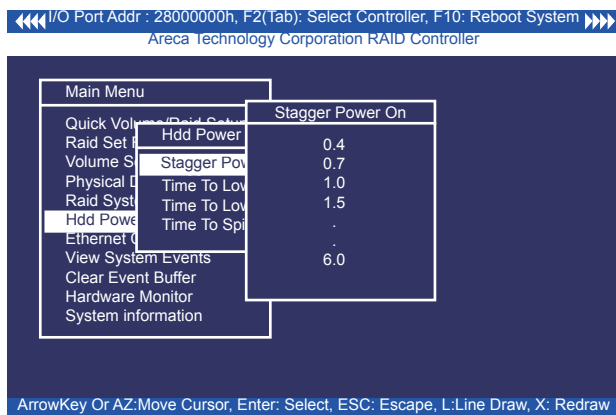 I/O Port Addr : 28000000h, F2(Tab): Select Controller, F10: Reboot System
Areca Technology Corporation RAID Controller
Main Menu
Quick Volume/Raid Setup
Raid Set
Volume S
Physical
Raid Syst
Hdd Powe
Ethernet
View System Events
Clear Event Buffer
Hardware Monitor
System information
Hdd Power
Stagger Pow
Time To Low
Time To Low
Time To Spi
Stagger Power On
0.4
0.7
1.0
1.5
.
.
6.0
ArrowKey Or AZ:Move Cursor, Enter: Select, ESC: Escape, L:Line Draw, X: Redraw